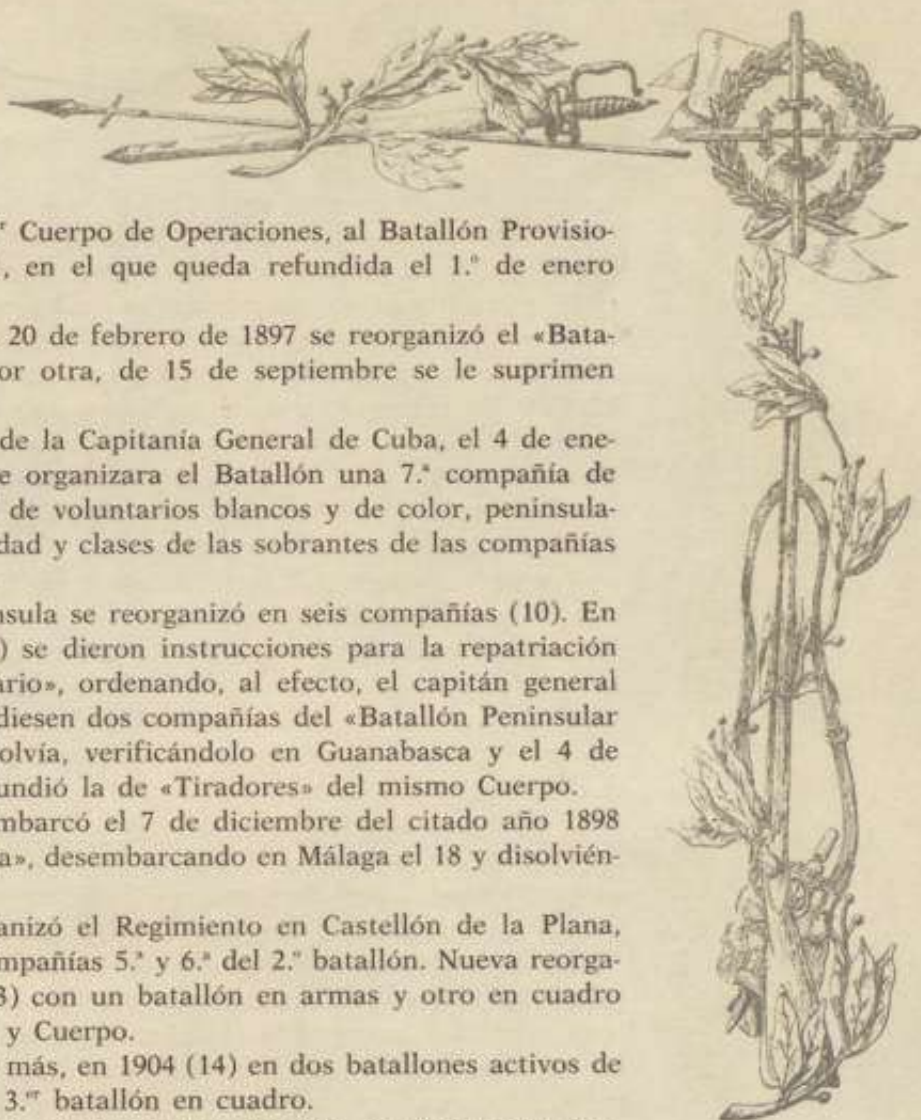 er Cuerpo de Operaciones, al Batallón Provisio-
, en el que queda refundida el 1.º de enero
20 de febrero de 1897 se reorganizó el «Bata-
or otra, de 15 de septiembre se le suprimen
de la Capitanía General de Cuba, el 4 de ene-
e organizara el Batallón una 7.ª compañía de
de voluntarios blancos y de color, peninsula-
dad y clases de las sobrantes de las compañías
nsula se reorganizó en seis compañías (10). En
) se dieron instrucciones para la repatriación
ario», ordenando, al efecto, el capitán general
diesen dos compañías del «Batallón Peninsular
olvía, verificándolo en Guanabasca y el 4 de
undió la de «Tiradores» del mismo Cuerpo.
mbarcó el 7 de diciembre del citado año 1898
a», desembarcando en Málaga el 18 y disolvién-
anizó el Regimiento en Castellón de la Plana,
mpañías 5.ª y 6.ª del 2.º batallón. Nueva reorga-
3) con un batallón en armas y otro en cuadro
y Cuerpo.
más, en 1904 (14) en dos batallones activos de
3.er batallón en cuadro.